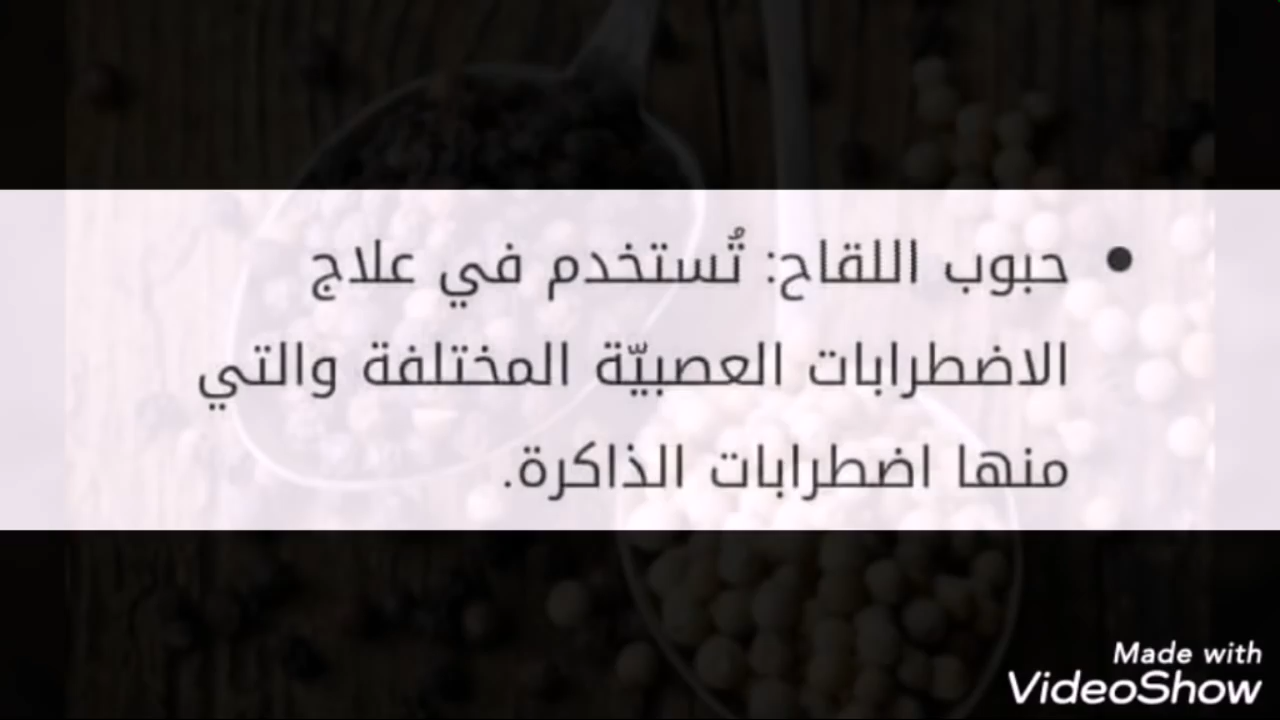 • حبوب اللقاح: تُستخدم في علاج
الاضطرابات العصبيّة المختلفة والتي
منها اضطرابات الذاكرة.
Made with
VideoShow